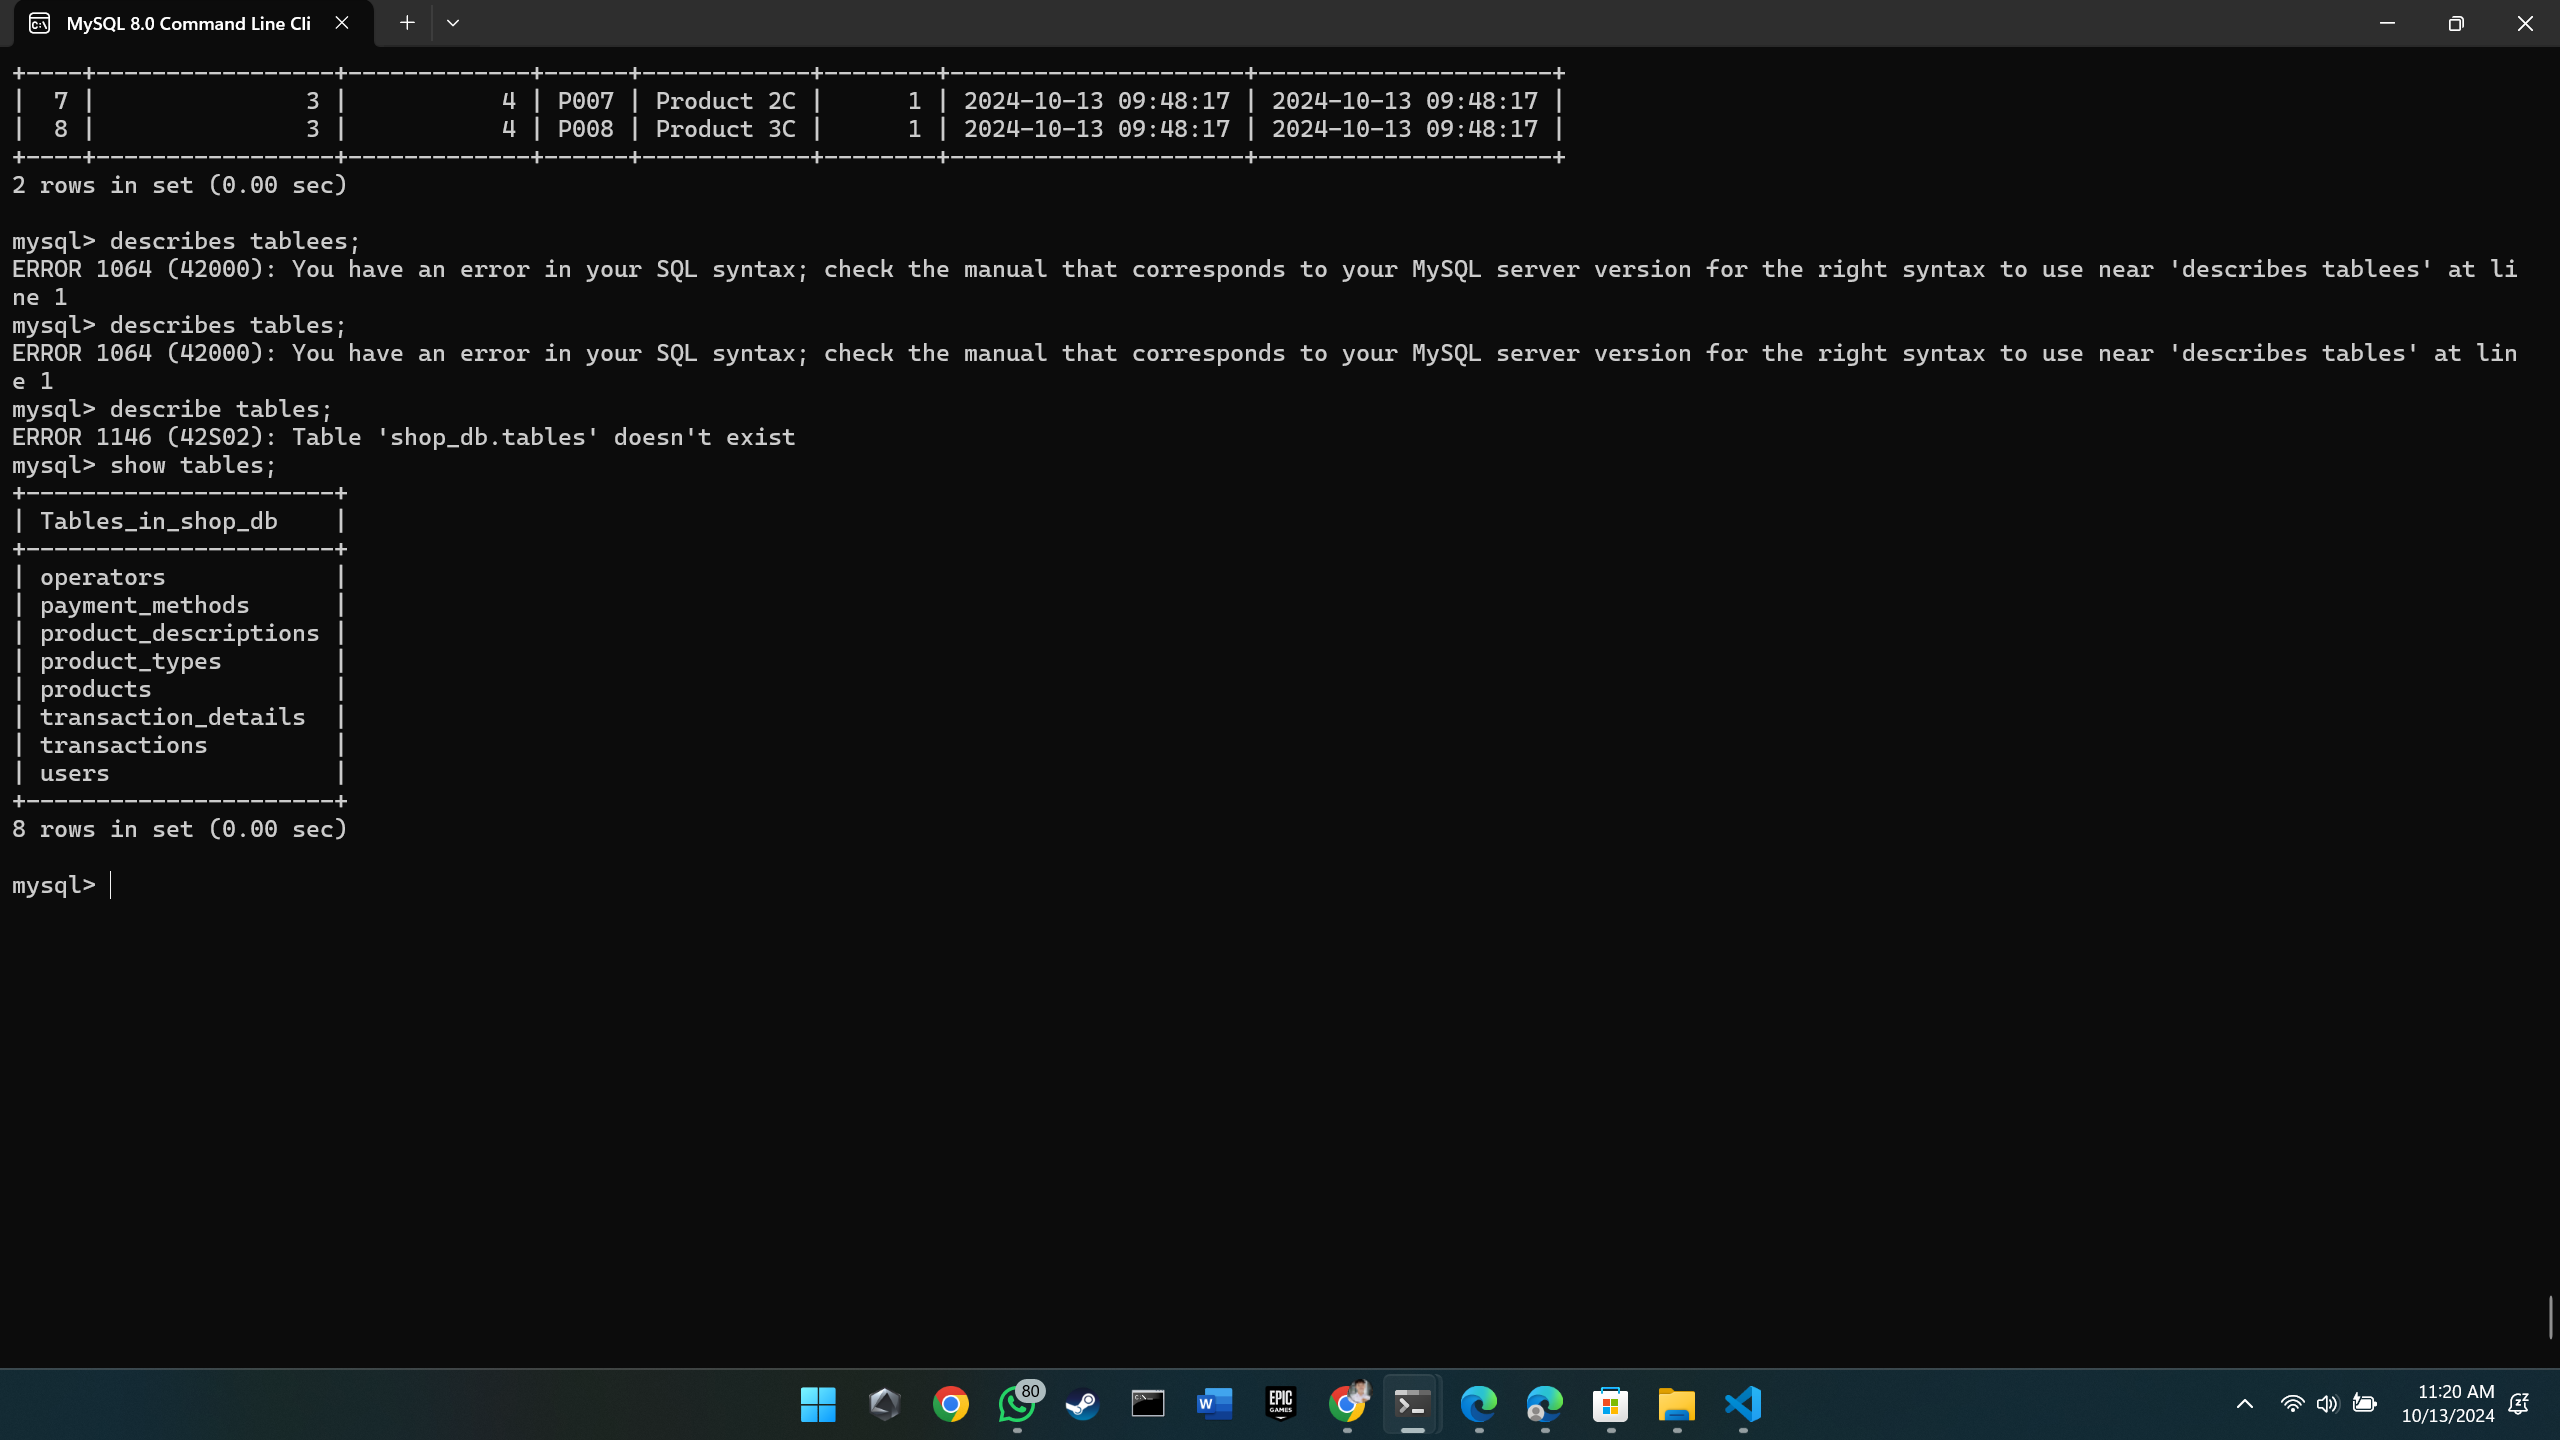 MySQL 8.0 Command Line Cli
+----+-----------------+-------------+------+------------+--------+---------------------+---------------------+
|  7 |               3 |           4 | P007 | Product 2C |      1 | 2024-10-13 09:48:17 | 2024-10-13 09:48:17 |
|  8 |               3 |           4 | P008 | Product 3C |      1 | 2024-10-13 09:48:17 | 2024-10-13 09:48:17 |
+----+-----------------+-------------+------+------------+--------+---------------------+---------------------+
2 rows in set (0.00 sec)
mysql> describes tablees;
ERROR 1064 (42000): You have an error in your SQL syntax; check the manual that corresponds to your MySQL server version for the right syntax to use near 'describes tablees' at li
ne 1
mysql> describes tables;
ERROR 1064 (42000): You have an error in your SQL syntax; check the manual that corresponds to your MySQL server version for the right syntax to use near 'describes tables' at lin
e 1
mysql> describe tables;
ERROR 1146 (42S02): Table 'shop_db.tables' doesn't exist
mysql> show tables;
+----------------------+
| Tables_in_shop_db    |
+----------------------+
| operators            |
| payment_methods      |
| product_descriptions |
| product_types        |
| products             |
| transaction_details  |
| transactions         |
| users                |
+----------------------+
8 rows in set (0.00 sec)
mysql>
80
EPIC
GAMES
11:20 AM
10/13/2024